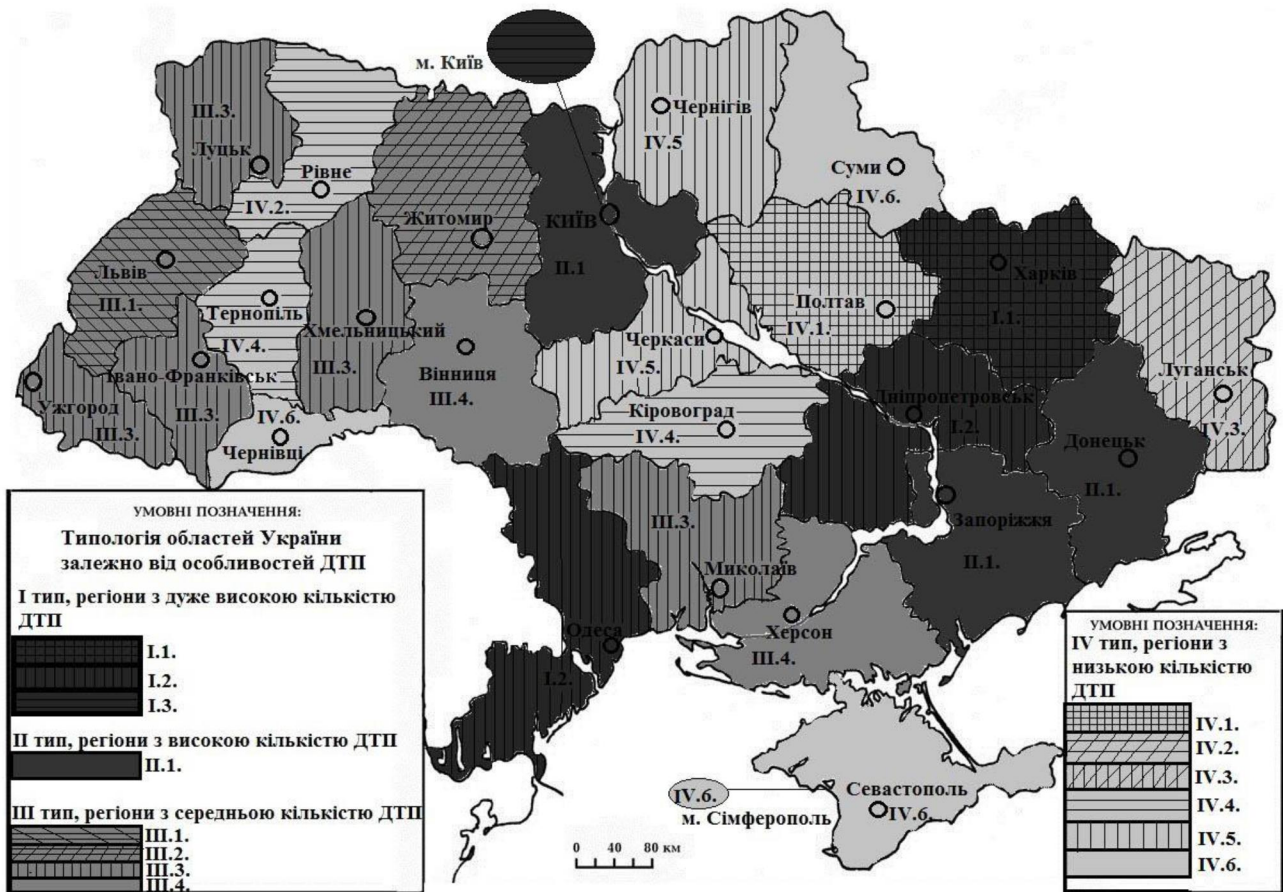 м. Київ
Чернігів
IV.5
Суми
IV.6.
III.3.
Луцьк
Рівне
IV.2.
Житомир
КИЇВ
II.1
Харків
I.1.
Полтав
IV.1.
Львів
III.1.
Тернопіль
IV.4.
Хмельницький
III.3.
Черкаси
IV.5.
Луганськ
IV.3.
Івано-Франківськ
III.3.
Вінниця
III.4.
Ужгород
III.3.
IV.6.
Чернівці
Кіровоград
IV.4.
Дніпропетровськ
I.2.
Донецьк
II.1.
Запоріжжя
II.1.
III.3.
Миколаїв
Херсон
III.4.
Одеса
I.2.
IV.6.
м. Сімферополь
Севастополь
IV.6.
0 40 80 км
УМОВНІ ПОЗНАЧЕННЯ:
Типологія областей України
залежно від особливостей ДТП
I тип, регіони з дуже високою кількістю
ДТП
I.1.
I.2.
I.3.
II тип, регіони з високою кількістю ДТП
II.1.
III тип, регіони з середньою кількістю ДТП
III.1.
III.2.
III.3.
III.4.
УМОВНІ ПОЗНАЧЕННЯ:
IV тип, регіони з
низькою кількістю
ДТП
IV.1.
IV.2.
IV.3.
IV.4.
IV.5.
IV.6.